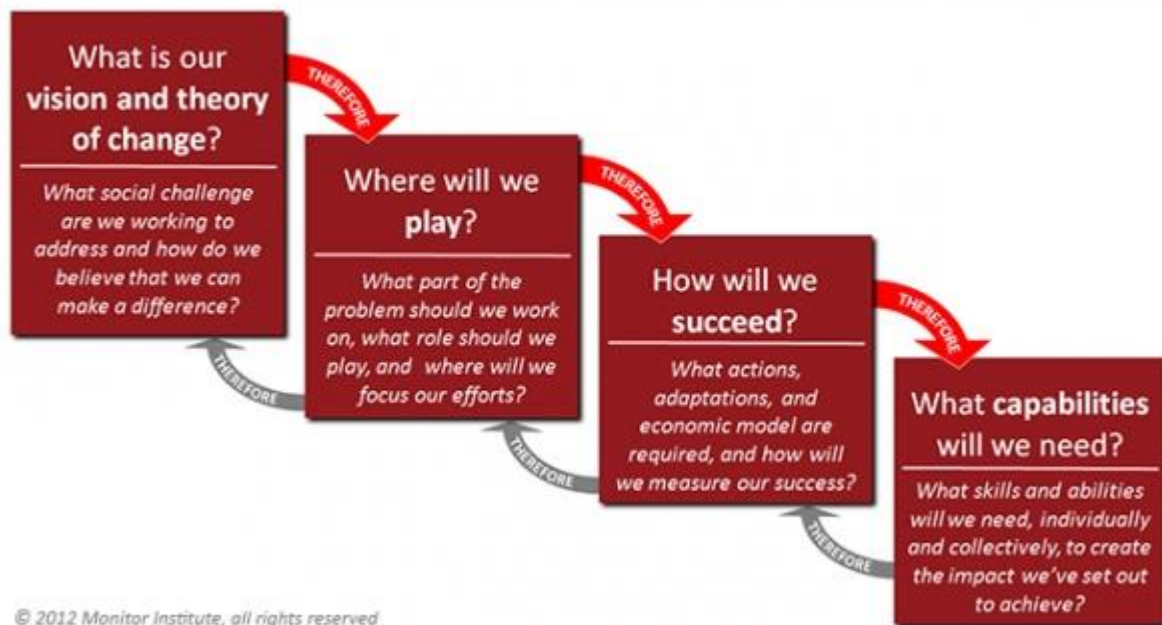 What is our
vision and theory
of change?
What social challenge
are we working to
address and how do we
believe that we can
make a difference?
THEREFORE
Where will we
play?
What part of the
problem should we work
on, what role should we
play, and where will we
focus our efforts?
THEREFORE
THEREFORE
How will we
succeed?
What actions,
adaptations, and
economic model are
required, and how will
we measure our success?
THEREFORE
THEREFORE
What capabilities
will we need?
What skills and abilities
will we need, individually
and collectively, to create
the impact we've set out
to achieve?
THEREFORE
© 2012 Monitor Institute, all rights reserved